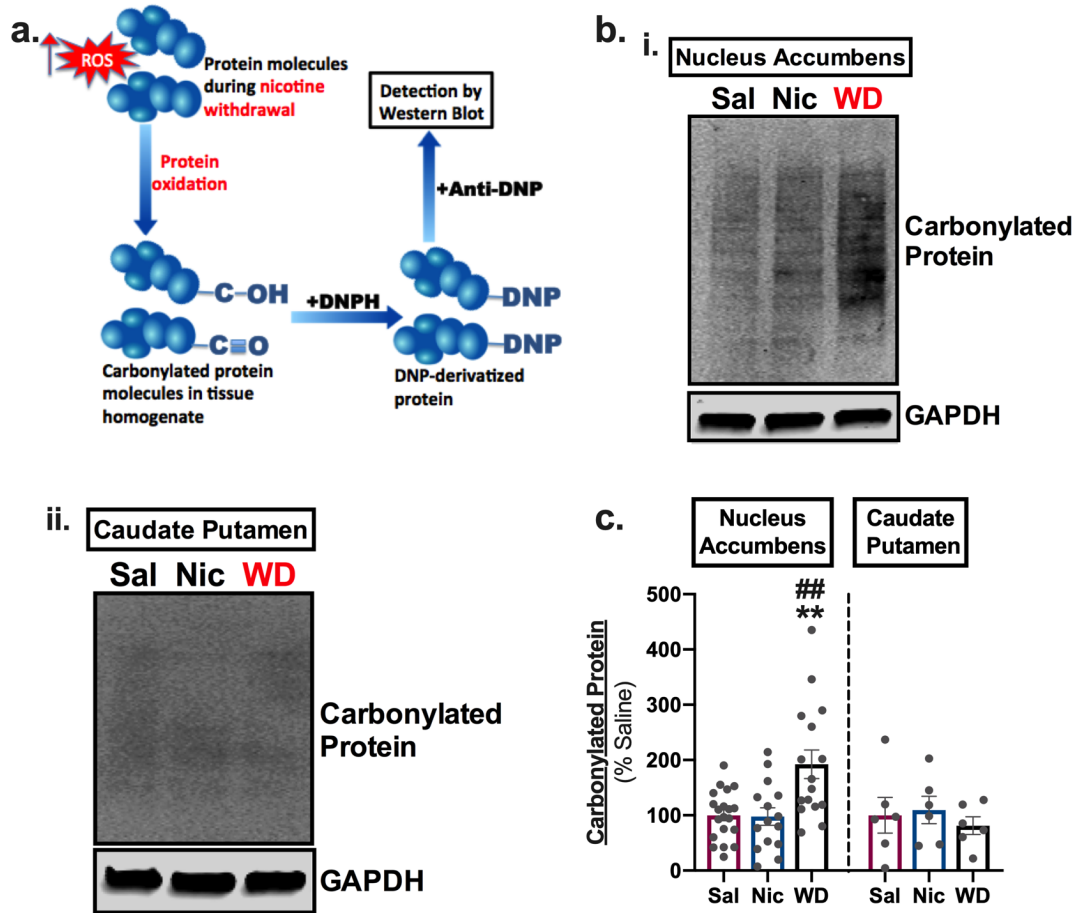 a.
ROS
Protein molecules
during nicotine
withdrawal
Protein
oxidation
C-OH
C≡O
Carbonylated protein
molecules in tissue
homogenate
+DNPH
Detection by
Western Blot
+Anti-DNP
DNP
DNP
DNP-derivatized
protein
b.
i.
Nucleus Accumbens
Sal Nic WD
Carbonylated
Protein
GAPDH
ii.
Caudate Putamen
Sal Nic WD
Carbonylated
Protein
GAPDH
c.
Nucleus
Accumbens
Caudate
Putamen
Carbonylated Protein
(% Saline)
500
400
300
200
100
0
##
**
Sal Nic WD
Sal Nic WD